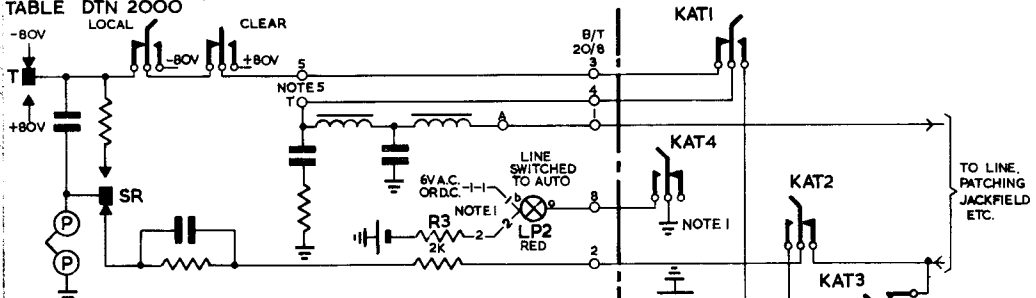 TABLE DTN 2000
-80V
LOCAL
CLEAR
KAT1
B/T
20/8
-80V
+80V
T
5
3
NOTE 5
T
4
+80V
A
1
KAT4
LINE
SWITCHED
TO AUTO
6V A.C.
OR D.C.
b
a
8
TO LINE,
PATCHING
JACKFIELD
ETC.
SR
KAT2
NOTE 1
R3
2
LP2
RED
NOTE 1
P
2K
2
P
KAT3